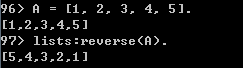 96> A = [1, 2, 3, 4, 5].
[1,2,3,4,5]
97> lists:reverse(A).
[5,4,3,2,1]